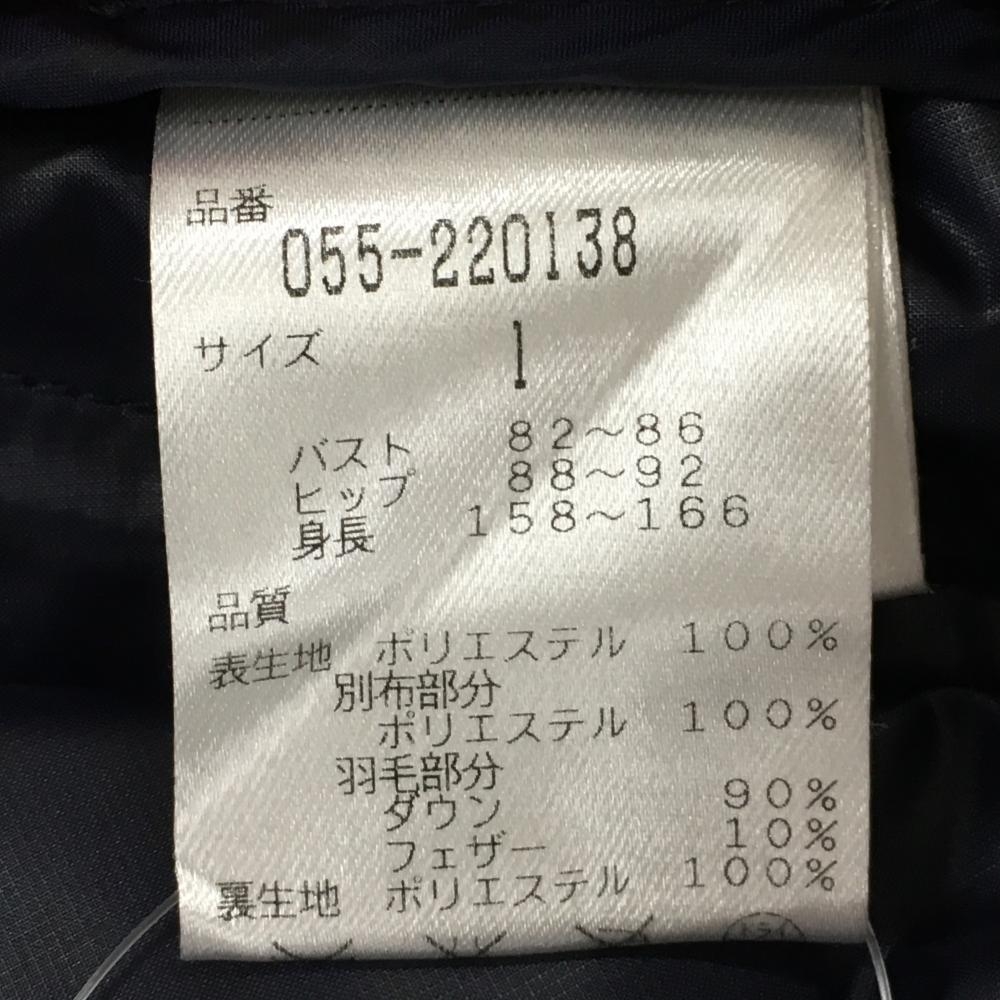 品番
055-220138
サイズ 1
バスト 82～86
ヒップ 88～92
身長 158～166
品質
表生地 ポリエステル 100%
別布部分
ポリエステル 100%
羽毛部分
ダウン 90%
フェザー 10%
裏生地 ポリエステル 100%
ドライ